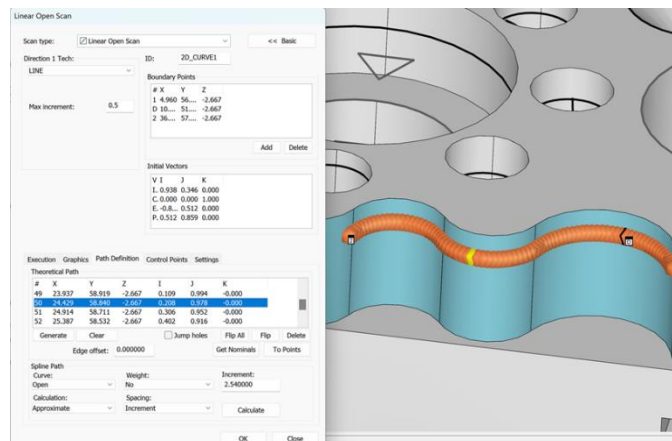 Linear Open Scan
Scan type: Linear Open Scan << Basic
Direction 1 Tech: ID: 2D_CURVE1
LINE
Boundary Points
# X Y Z
1 4.960 56.... -2.667
D 10.... 51.... -2.667
2 36.... 57.... -2.667
Max increment: 0.5
Add Delete
Initial Vectors
V I J K
I.. 0.938 0.346 0.000
C. 0.000 0.000 1.000
E. -0.8... 0.512 0.000
P. 0.512 0.859 0.000
Execution Graphics Path Definition Control Points Settings
Theoretical Path
# X Y Z I J K
49 23.937 58.919 -2.667 0.109 0.994 -0.000
50 24.429 58.840 -2.667 0.208 0.978 -0.000
51 24.914 58.711 -2.667 0.306 0.952 -0.000
52 25.387 58.532 -2.667 0.402 0.916 -0.000
Generate Clear Jump holes Flip All Flip Delete
Edge offset: 0.000000 Get Nominals To Points
Spline Path
Curve: Weight: Increment:
Open No 2.540000
Calculation: Spacing:
Approximate Increment Calculate
OK Close